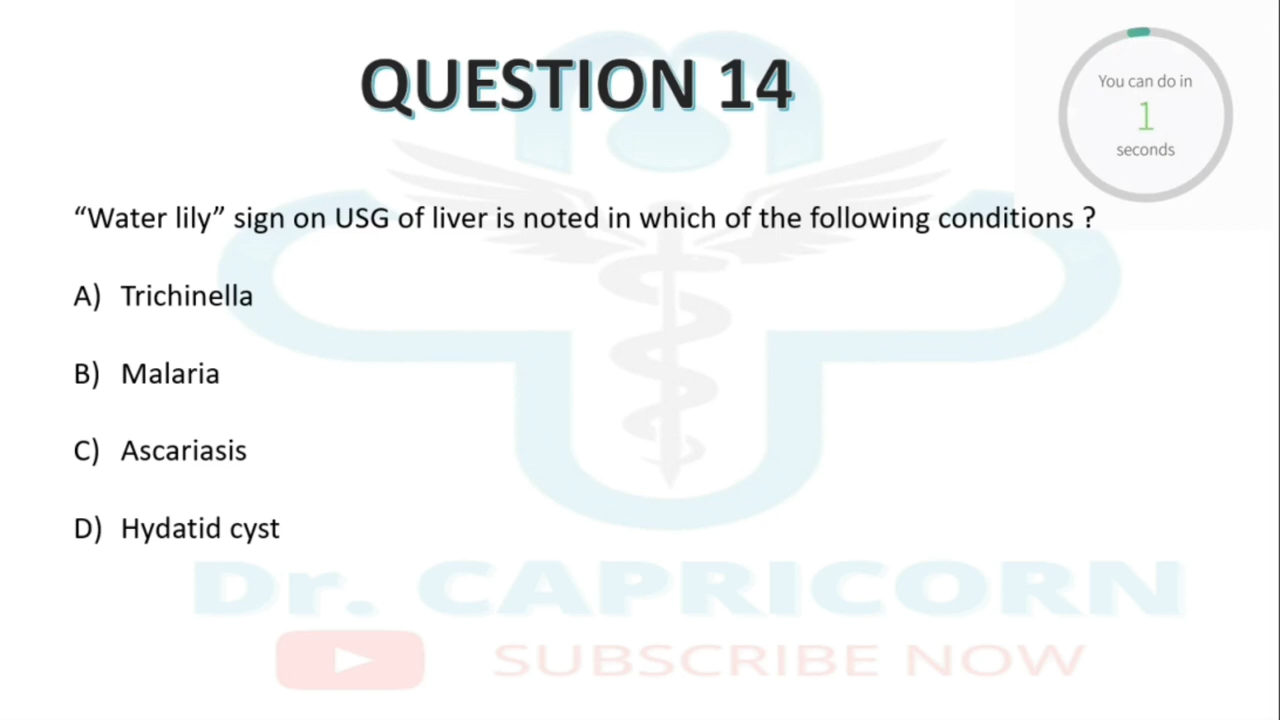 QUESTION 14
You can do in
1
seconds
“Water lily” sign on USG of liver is noted in which of the following conditions ?
A) Trichinella
B) Malaria
C) Ascariasis
D) Hydatid cyst
Dr. CAPRICORN
SUBSCRIBE NOW